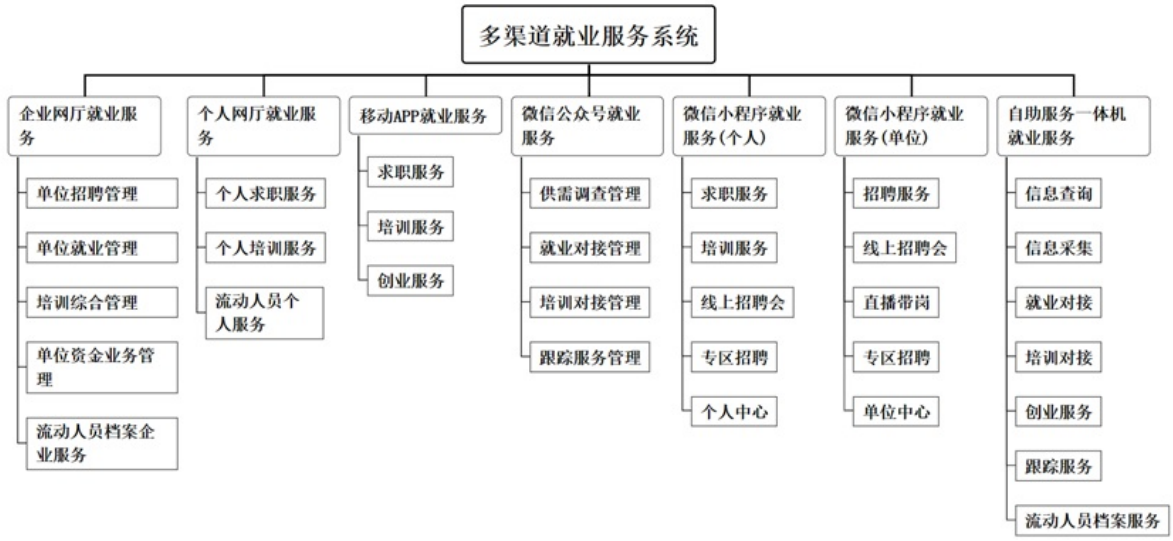 多渠道就业服务系统
企业网厅就业服
务
单位招聘管理
单位就业管理
培训综合管理
单位资金业务管
理
流动人员档案企
业服务
个人网厅就业服
务
个人求职服务
个人培训服务
流动人员个
人服务
移动APP就业服务
求职服务
培训服务
创业服务
微信公众号就业
服务
供需调查管理
就业对接管理
培训对接管理
跟踪服务管理
微信小程序就业
服务(个人)
求职服务
培训服务
线上招聘会
专区招聘
个人中心
微信小程序就业
服务(单位)
招聘服务
线上招聘会
直播带岗
专区招聘
单位中心
自助服务一体机
就业服务
信息查询
信息采集
就业对接
培训对接
创业服务
跟踪服务
流动人员档案服务